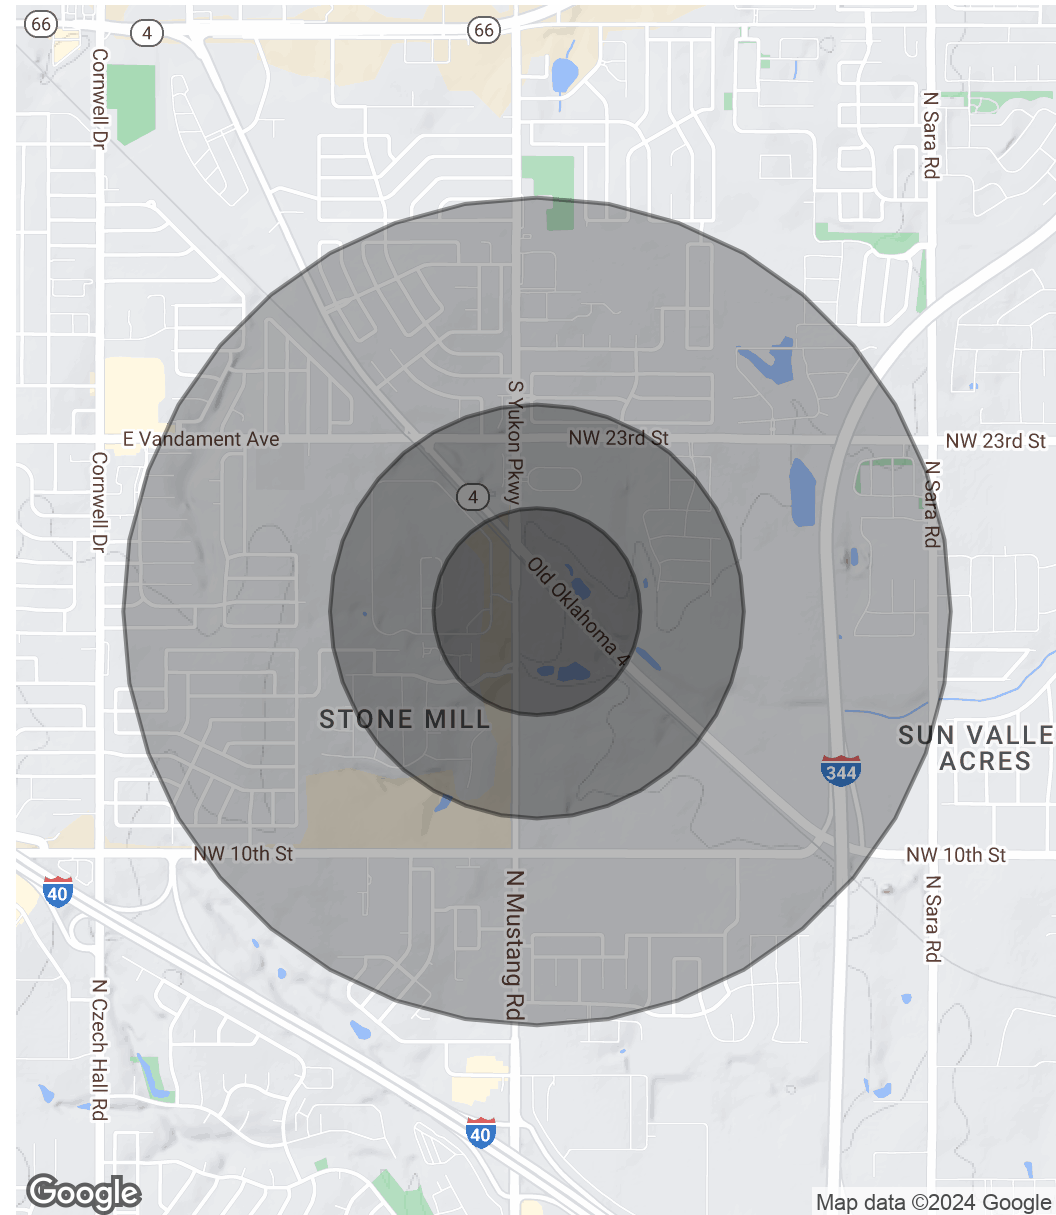 66
4
66
Cornwell Dr
N Sara Rd
S Yukon Pkwy
E Vandament Ave
NW 23rd St
NW 23rd St
Cornwell Dr
N Sara Rd
4
Old Oklahoma 4
STONE MILL
SUN VALLE
ACRES
344
NW 10th St
NW 10th St
40
N Mustang Rd
N Sara Rd
N Czech Hall Rd
40
Google
Map data ©2024 Google